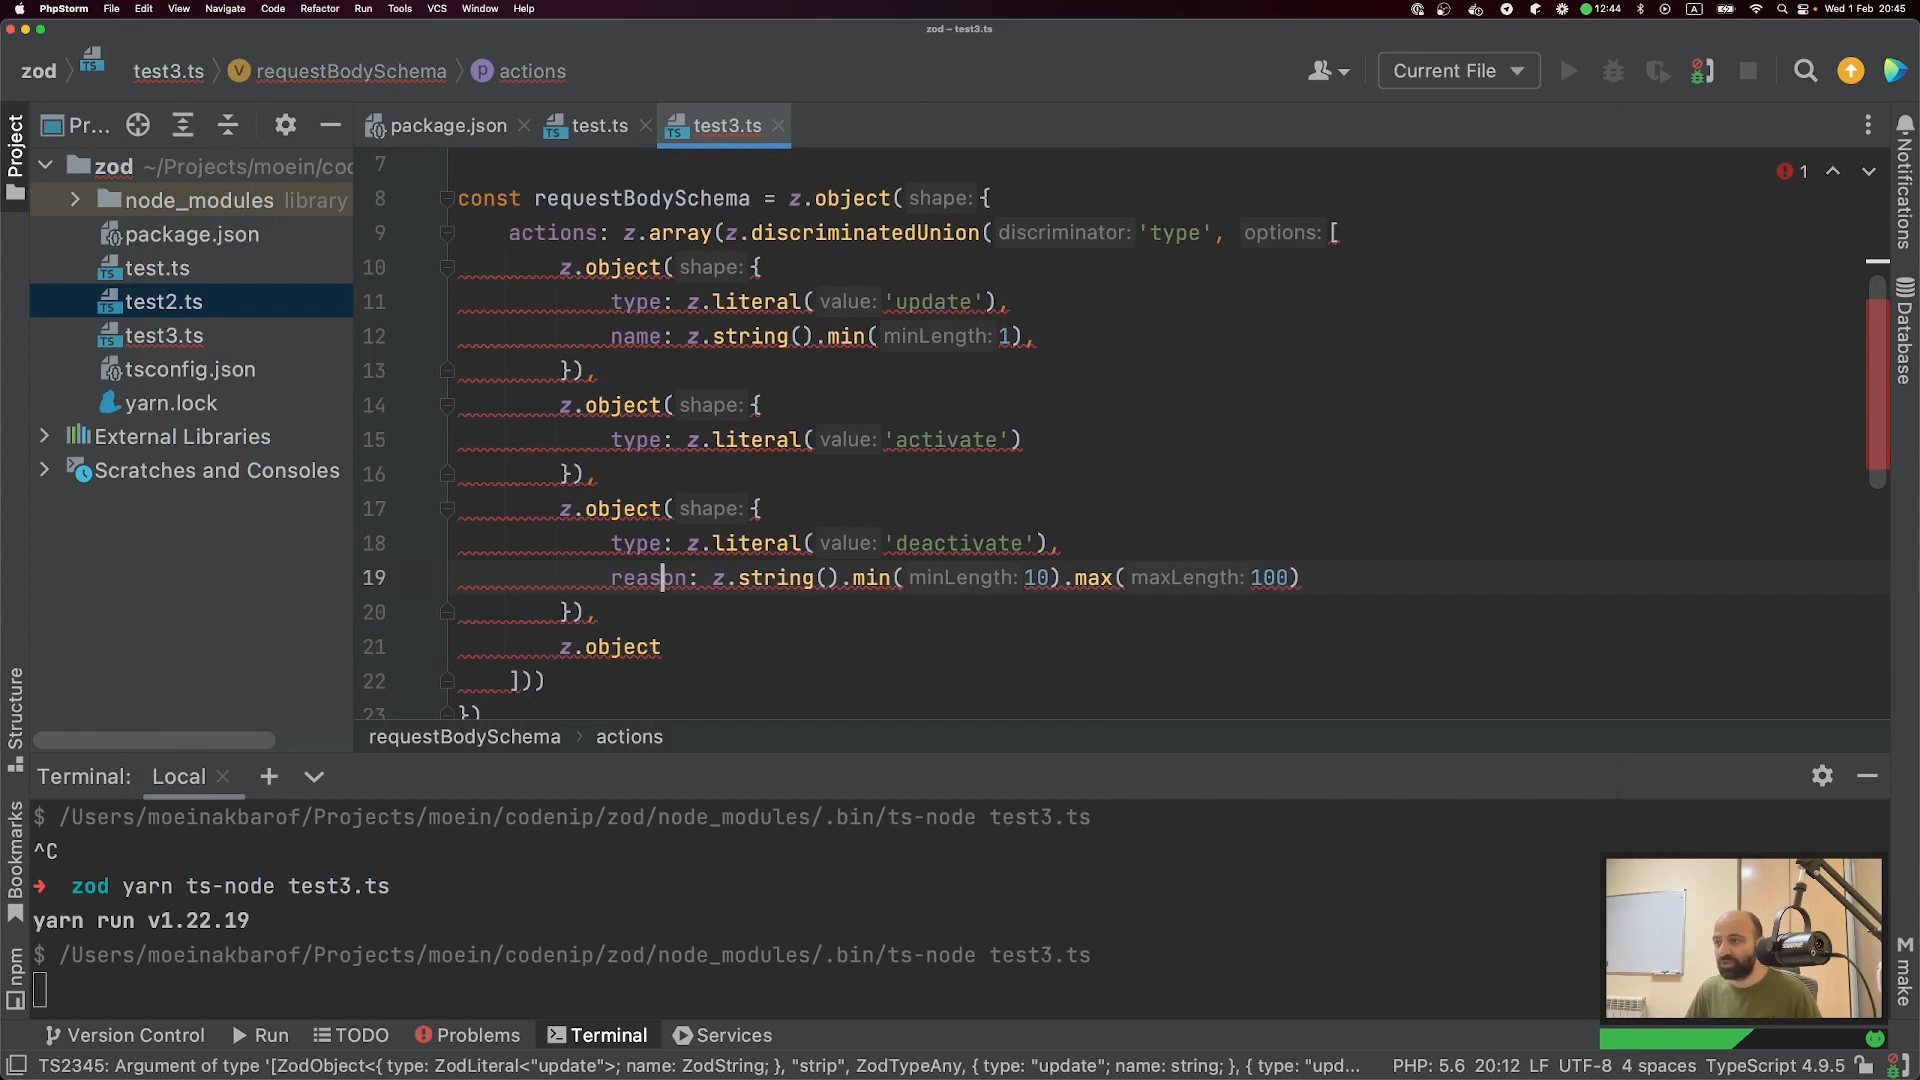 PhpStorm File Edit View Navigate Code Refactor Run Tools VCS Window Help 12:44 A Wed 1 Feb 20:45
zod – test3.ts
zod test3.ts V requestBodySchema p actions Current File
Project Pr... package.json test.ts test3.ts Notifications
zod ~/Projects/moein/cod
node_modules library
package.json
test.ts
test2.ts
test3.ts
tsconfig.json
yarn.lock
External Libraries
Scratches and Consoles
1
7
8 const requestBodySchema = z.object( shape: {
9 actions: z.array(z.discriminatedUnion( discriminator: 'type', options: [
10 z.object( shape: {
11 type: z.literal( value: 'update'),
12 name: z.string().min( minLength: 1),
13 }),
14 z.object( shape: {
15 type: z.literal( value: 'activate')
16 }),
17 z.object( shape: {
18 type: z.literal( value: 'deactivate'),
19 reason: z.string().min( minLength: 10).max( maxLength: 100)
20 }),
21 z.object
22 ]))
23 })
Database
requestBodySchema actions
Structure
Bookmarks
npm
make
Terminal: Local
$ /Users/moeinakbarof/Projects/moein/codenip/zod/node_modules/.bin/ts-node test3.ts
^C
zod yarn ts-node test3.ts
yarn run v1.22.19
$ /Users/moeinakbarof/Projects/moein/codenip/zod/node_modules/.bin/ts-node test3.ts
Version Control Run TODO Problems Terminal Services
TS2345: Argument of type '[ZodObject<{ type: ZodLiteral<"update">; name: ZodString; }, "strip", ZodTypeAny, { type: "update"; name: string; }, { type: "upd... PHP: 5.6 20:12 LF UTF-8 4 spaces TypeScript 4.9.5